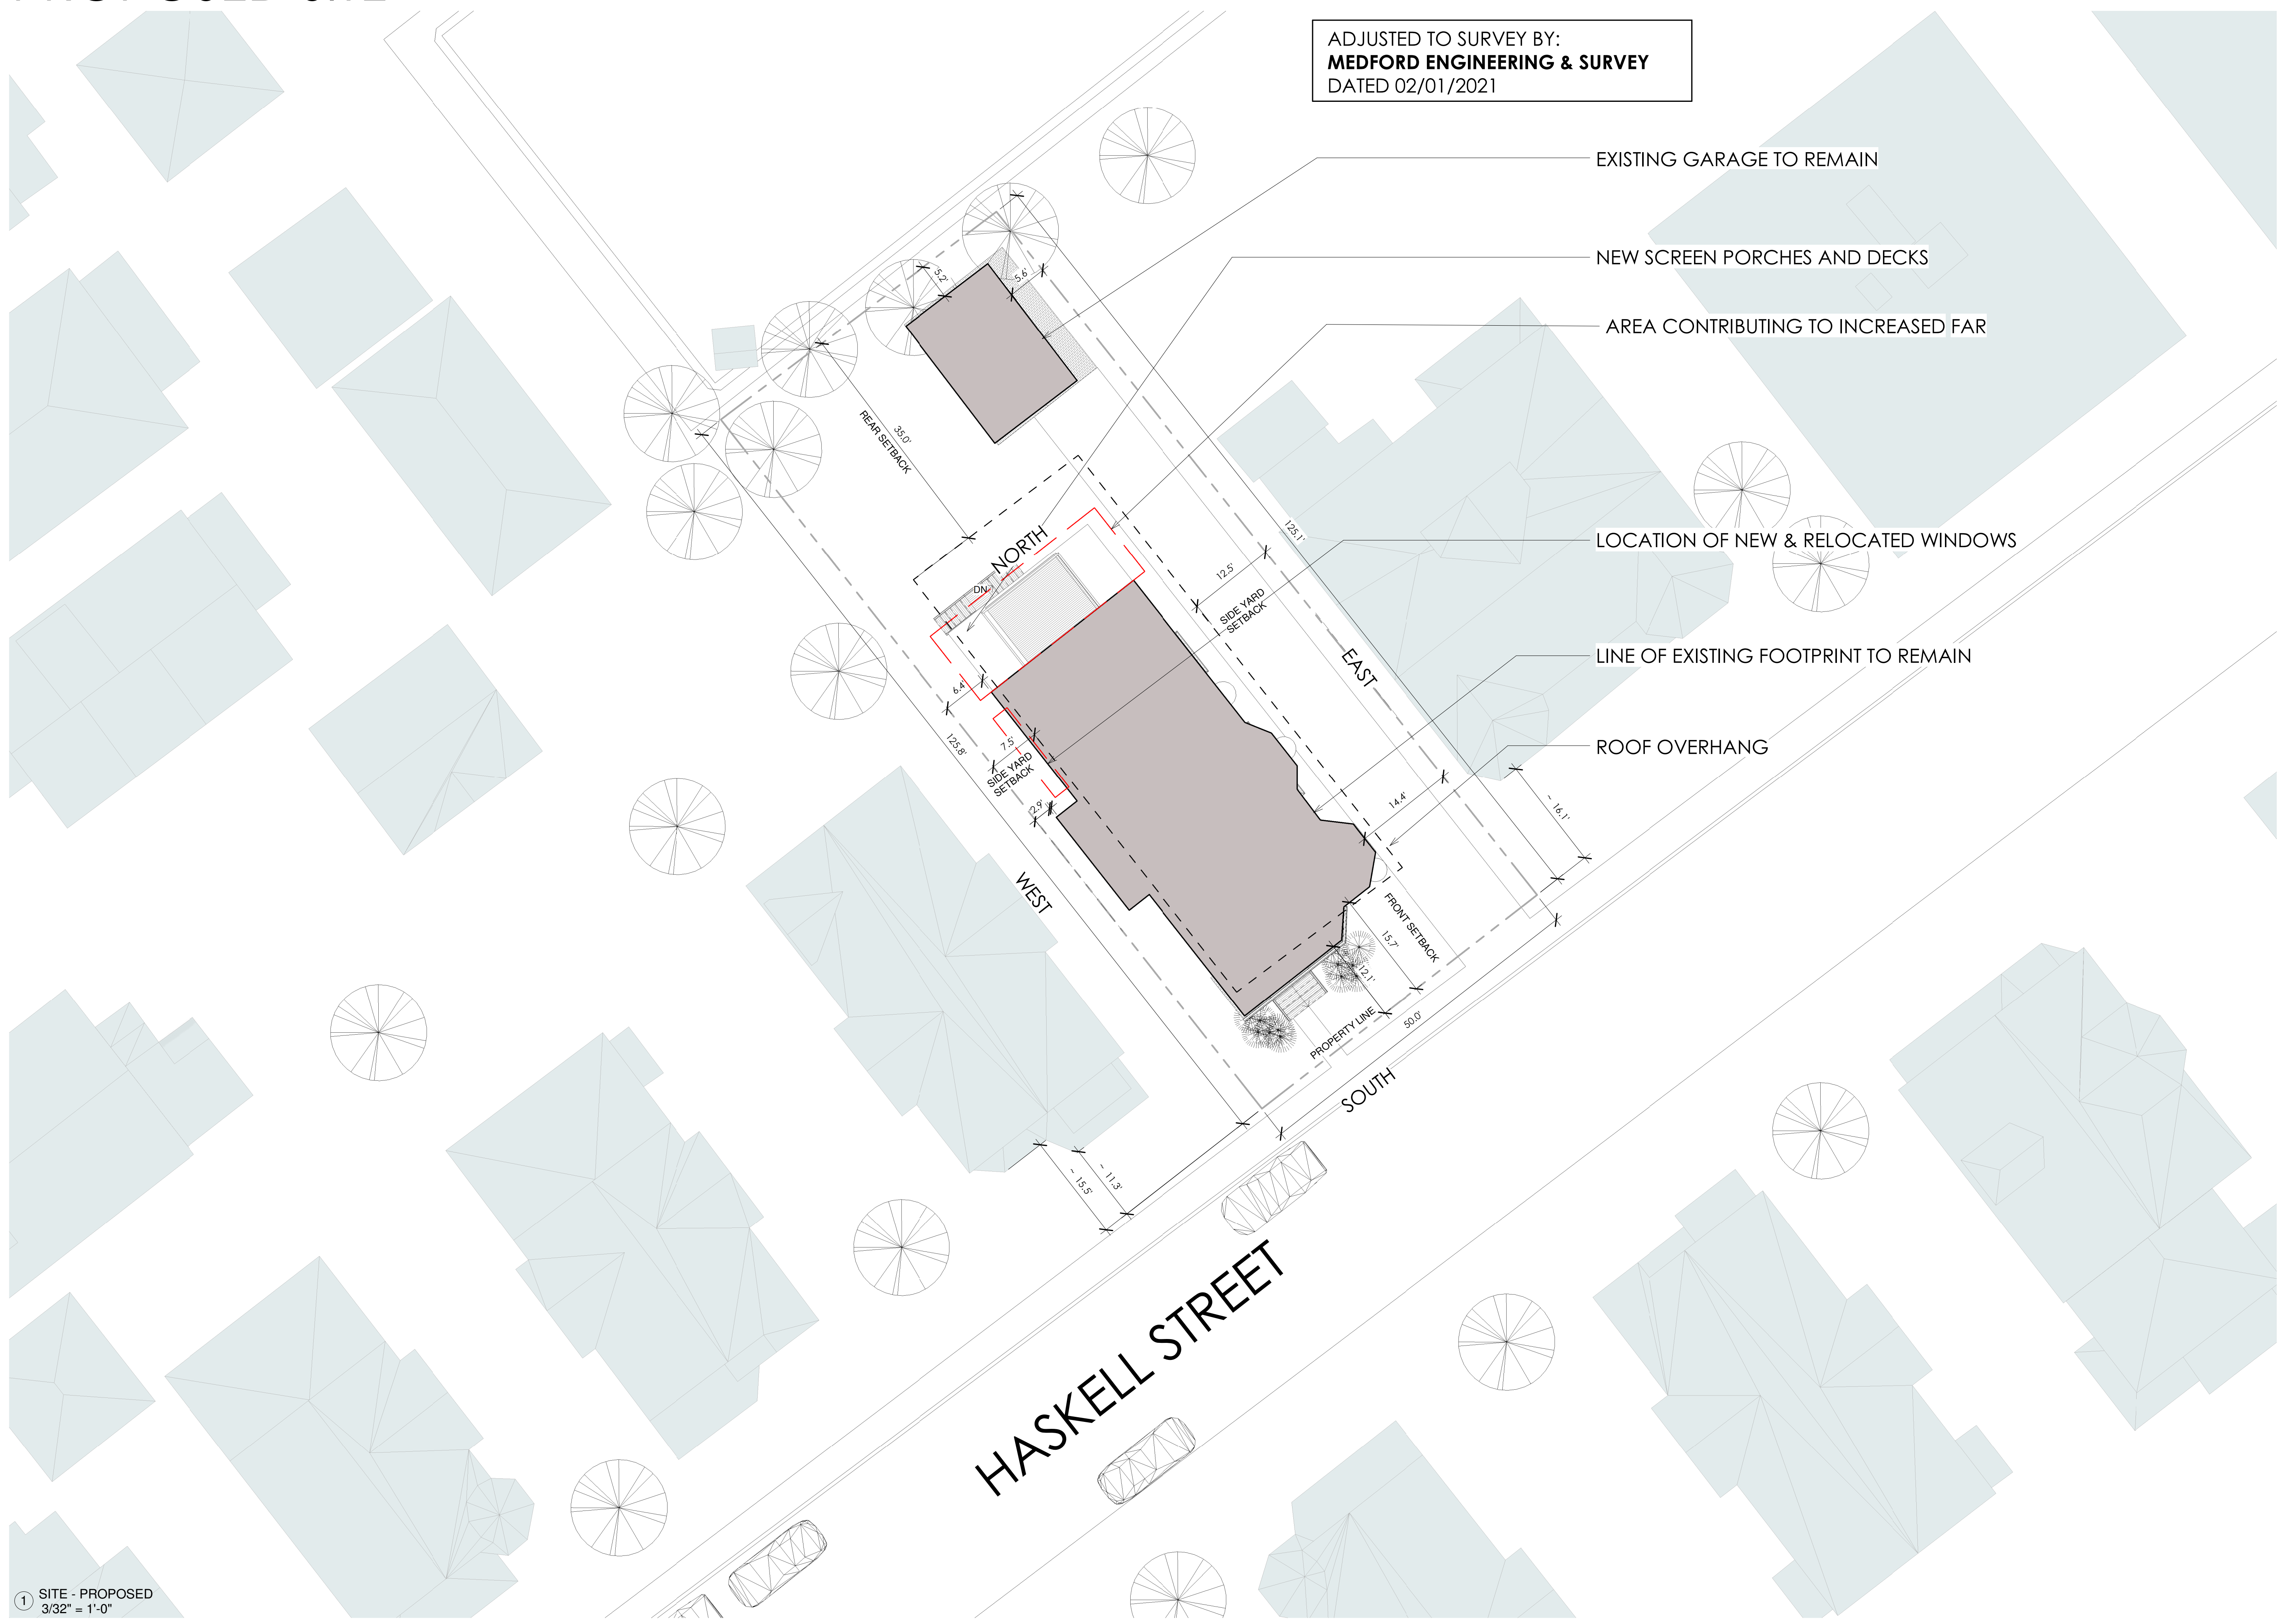 ADJUSTED TO SURVEY BY:
MEDFORD ENGINEERING & SURVEY
DATED 02/01/2021
EXISTING GARAGE TO REMAIN
NEW SCREEN PORCHES AND DECKS
AREA CONTRIBUTING TO INCREASED FAR
LOCATION OF NEW & RELOCATED WINDOWS
LINE OF EXISTING FOOTPRINT TO REMAIN
ROOF OVERHANG
5.2'
5.6'
35.0'
REAR SETBACK
NORTH
DN
125.1'
12.5'
SIDE YARD
SETBACK
EAST
6.4'
125.8'
7.5'
SIDE YARD
SETBACK
2.9'
14.4'
~ 16.1'
WEST
FRONT SETBACK
15.7'
12.1'
PROPERTY LINE
50.0'
SOUTH
~ 15.5'
~ 11.3'
HASKELL STREET
1
SITE - PROPOSED
3/32" = 1'-0"